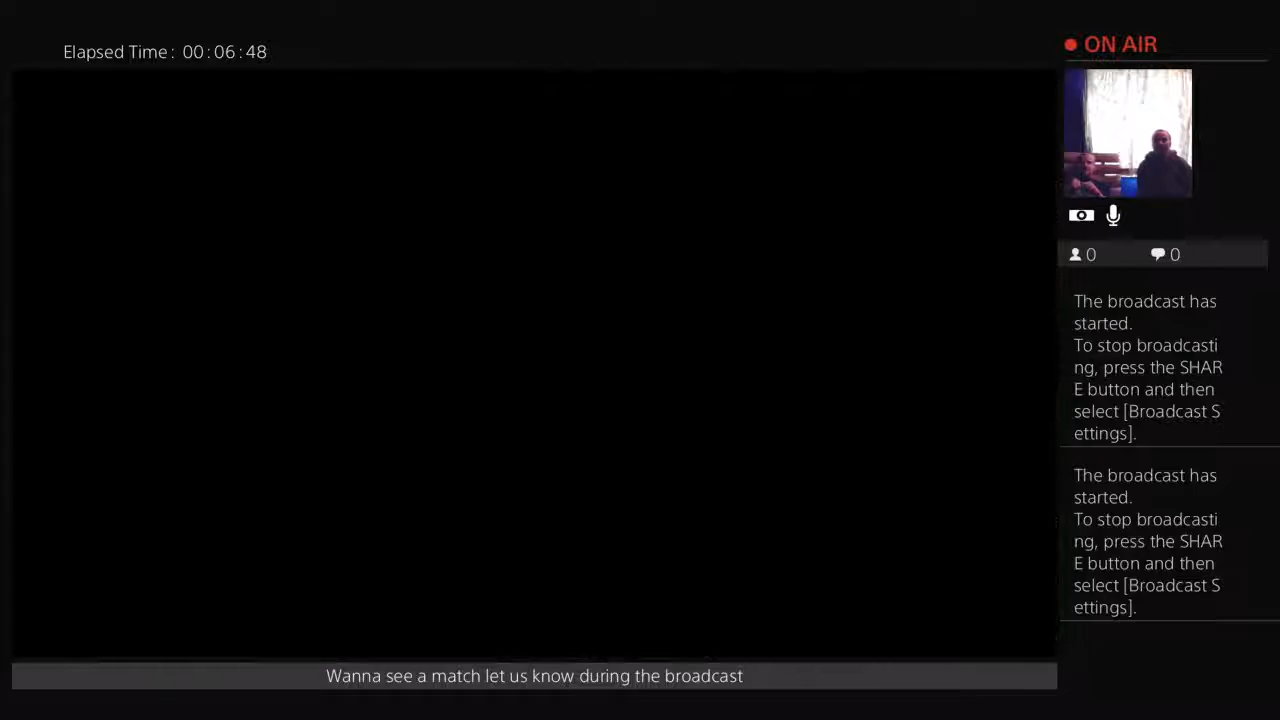 Elapsed Time: 00:06:48
ON AIR
0
0
The broadcast has
started.
To stop broadcasti
ng, press the SHAR
E button and then
select [Broadcast S
ettings].
The broadcast has
started.
To stop broadcasti
ng, press the SHAR
E button and then
select [Broadcast S
ettings].
Wanna see a match let us know during the broadcast